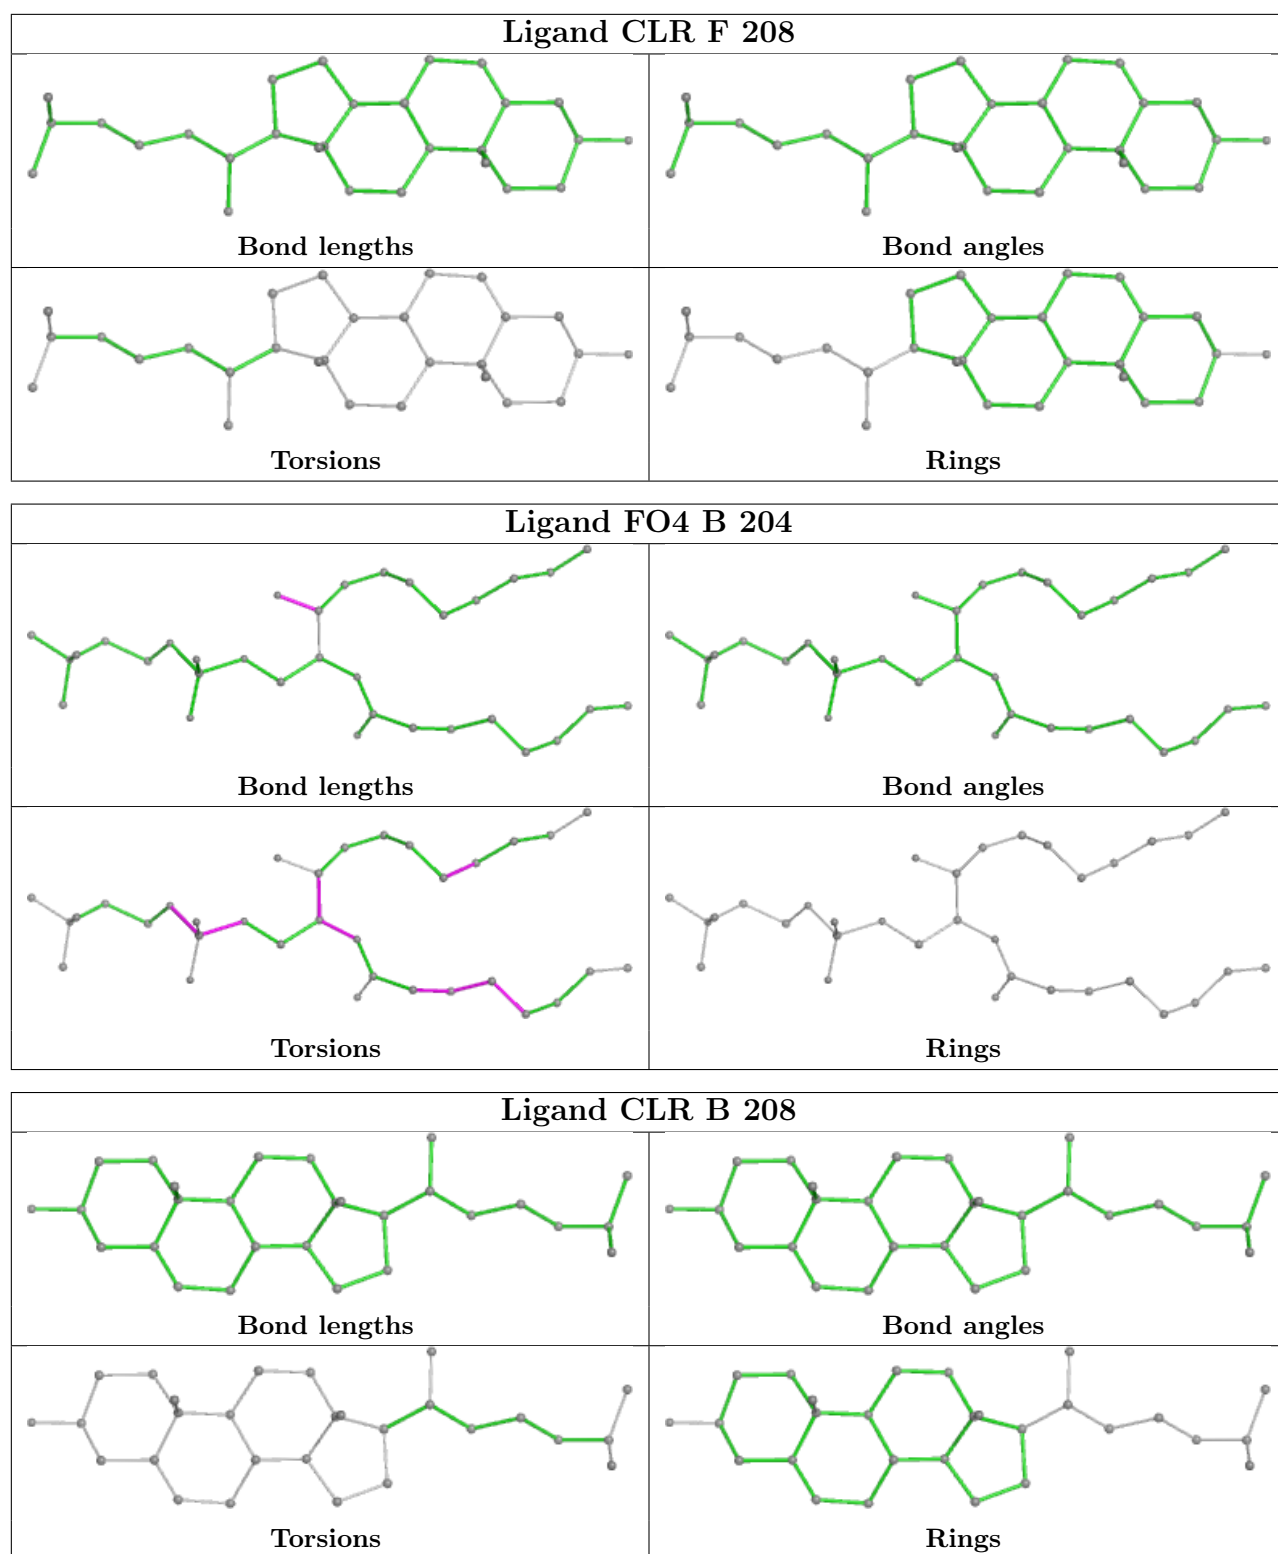 Ligand CLR F 208
Bond lengths
Bond angles
Torsions
Rings
Ligand FO4 B 204
Bond lengths
Bond angles
Torsions
Rings
Ligand CLR B 208
Bond lengths
Bond angles
Torsions
Rings